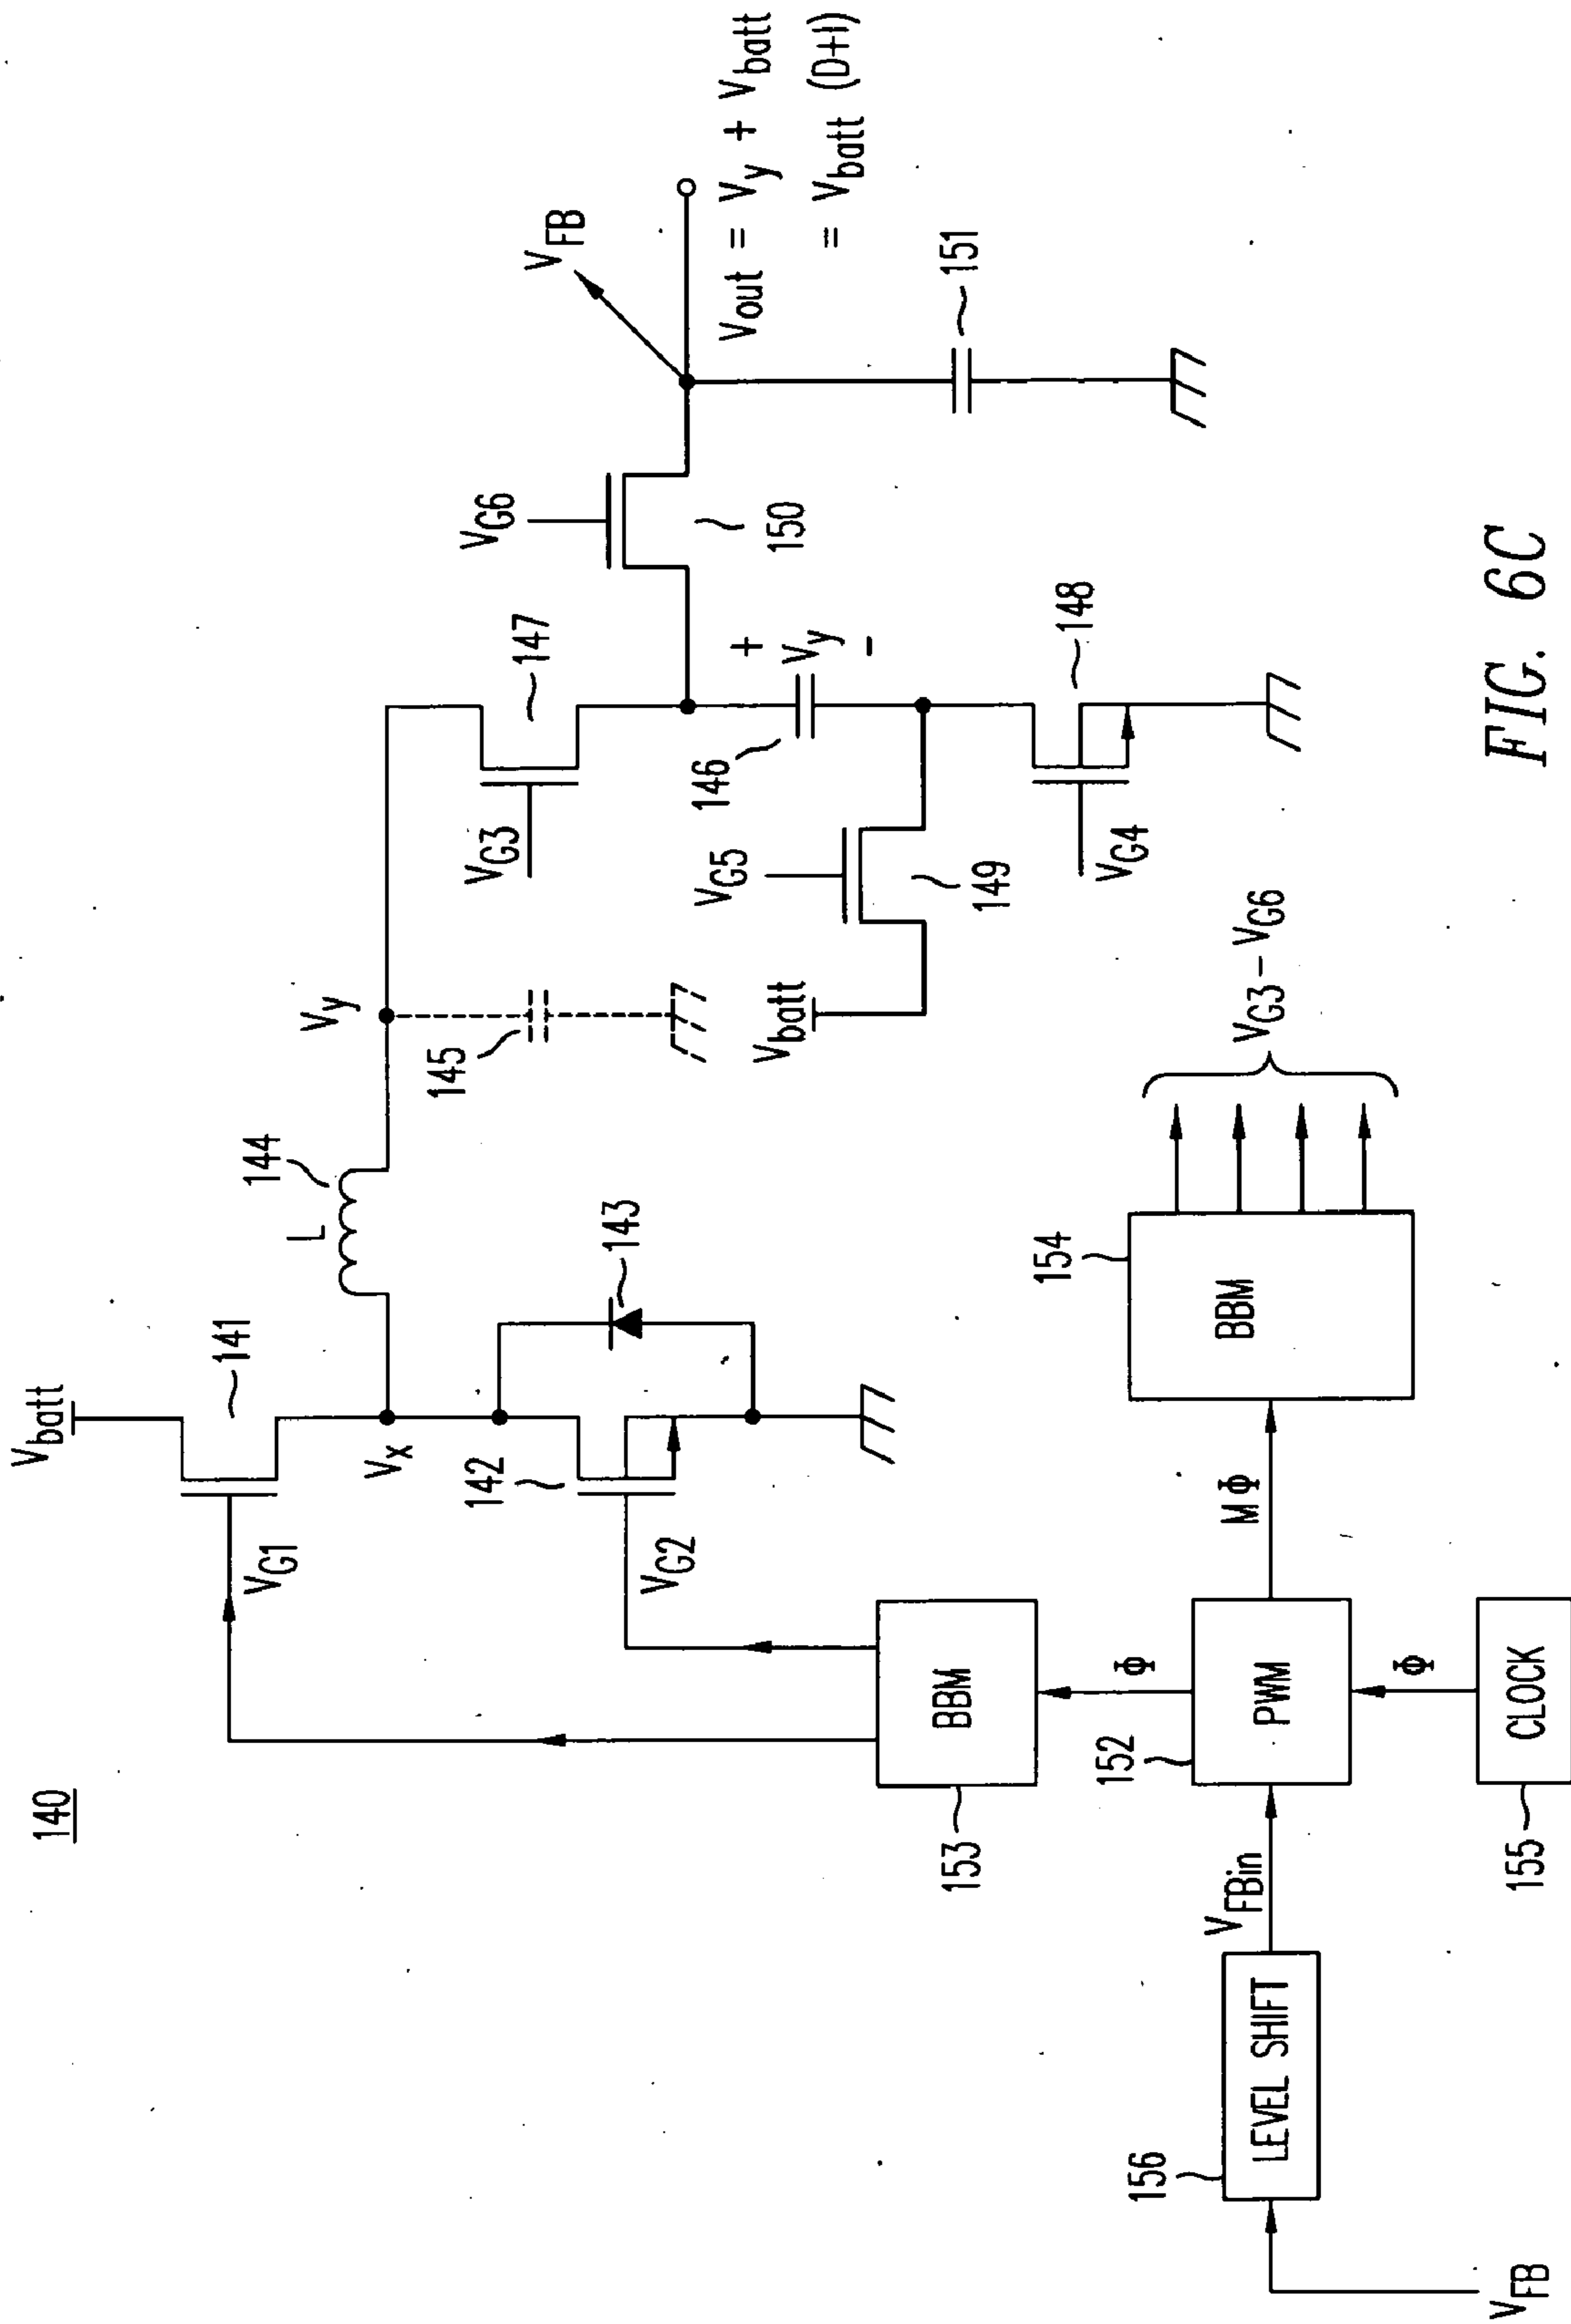 140
Vbatt
141
VG1
Vx
142
VG2
143
L
144
Vy
145
VG3
147
VG6
150
VFB
Vout = Vy + Vbatt
= Vbatt (D+1)
146
+
Vy
-
151
Vbatt
VG5
149
VG4
148
153
BBM
Φ
152
PWM
MΦ
154
BBM
VG3-VG6
Φ
155
CLOCK
VFB
156
LEVEL SHIFT
VFBin
FIG. 6C